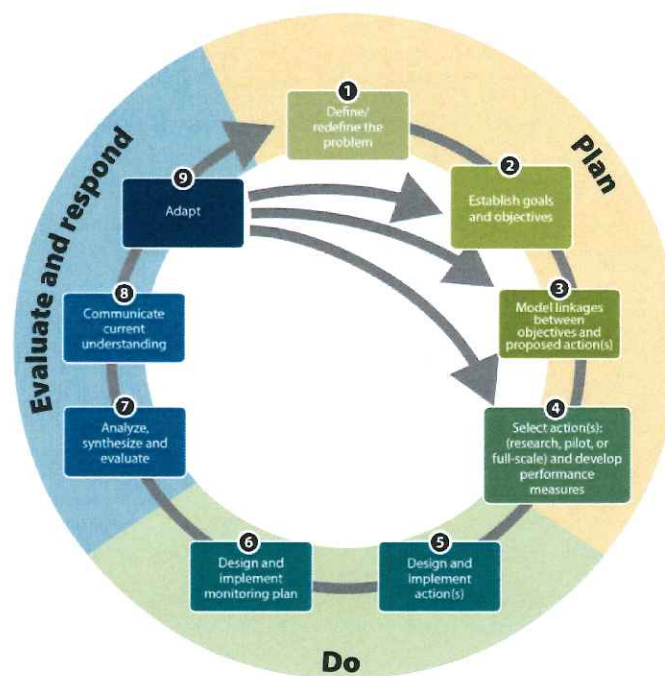 Plan
Do
Evaluate and respond
1
Define/
redefine the
problem
2
Establish goals
and objectives
3
Model linkages
between
objectives and
proposed action(s)
4
Select action(s):
(research, pilot, or
full-scale) and develop
performance
measures
5
Design and
implement
action(s)
6
Design and
implement
monitoring plan
7
Analyze,
synthesize and
evaluate
8
Communicate
current
understanding
9
Adapt